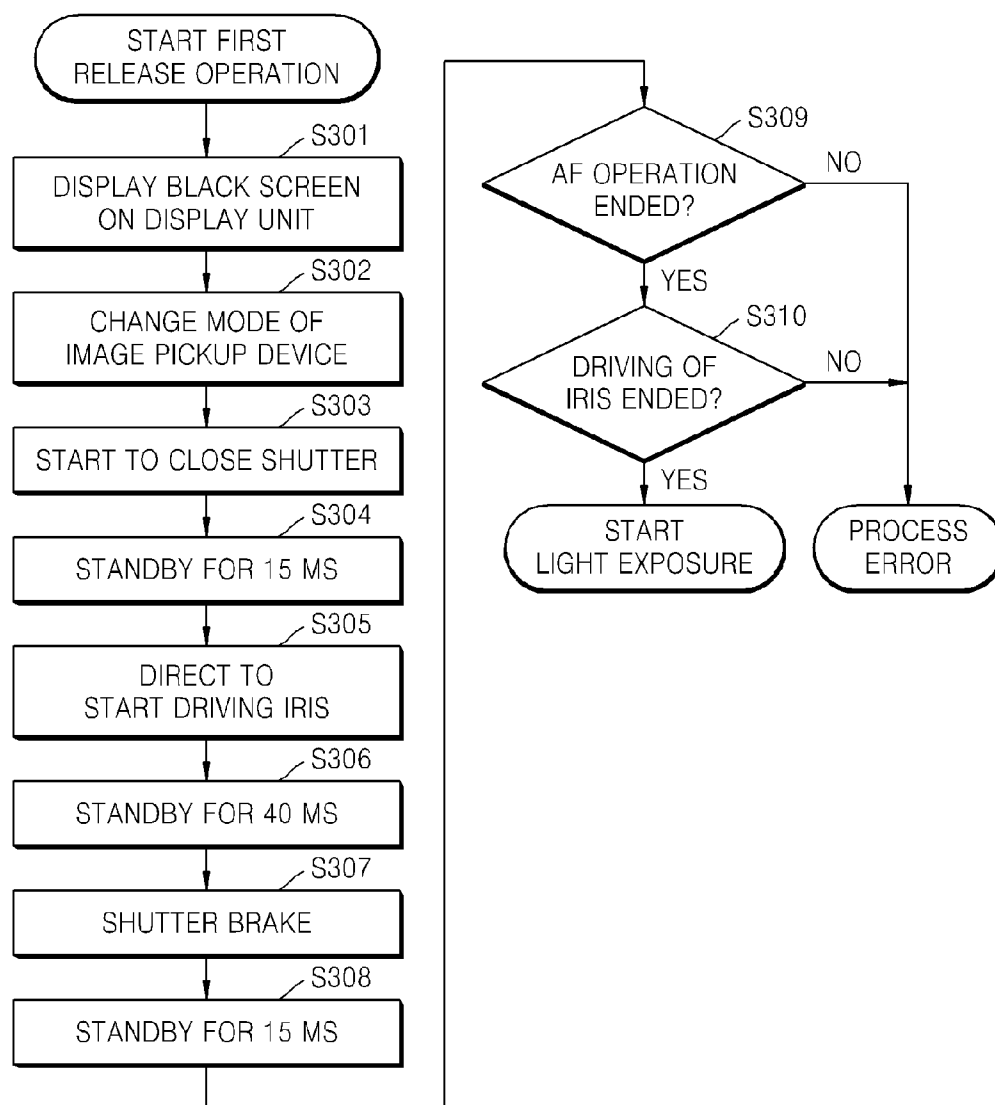 START FIRST
RELEASE OPERATION
S301
DISPLAY BLACK SCREEN
ON DISPLAY UNIT
S302
CHANGE MODE OF
IMAGE PICKUP DEVICE
S303
START TO CLOSE SHUTTER
S304
STANDBY FOR 15 MS
S305
DIRECT TO
START DRIVING IRIS
S306
STANDBY FOR 40 MS
S307
SHUTTER BRAKE
S308
STANDBY FOR 15 MS
S309
AF OPERATION
ENDED?
NO
YES
S310
DRIVING OF
IRIS ENDED?
NO
YES
START
LIGHT EXPOSURE
PROCESS
ERROR